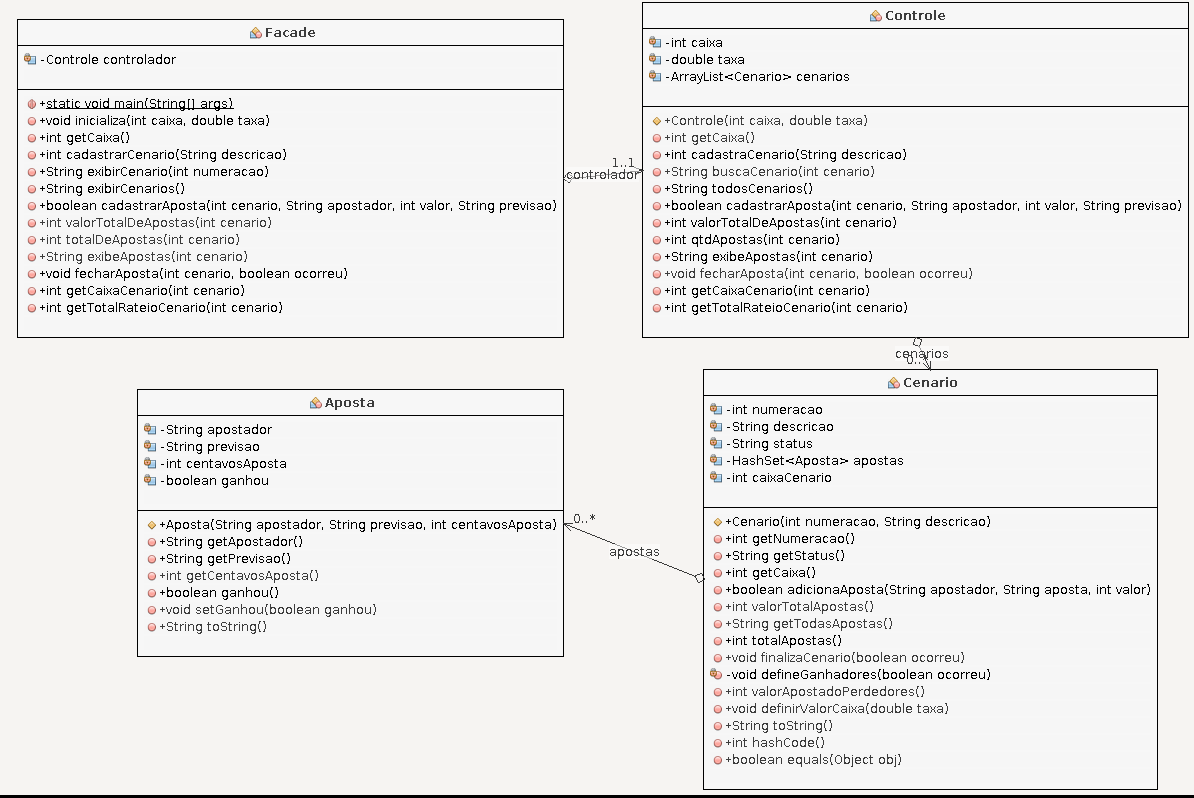 Facade
-Controle controlador
+static void main(String[] args)
+void inicializa(int caixa, double taxa)
+int getCaixa()
+int cadastrarCenario(String descricao)
+String exibirCenario(int numeracao)
+String exibirCenarios()
+boolean cadastrarAposta(int cenario, String apostador, int valor, String previsao)
+int valorTotalDeApostas(int cenario)
+int totalDeApostas(int cenario)
+String exibeApostas(int cenario)
+void fecharAposta(int cenario, boolean ocorreu)
+int getCaixaCenario(int cenario)
+int getTotalRateioCenario(int cenario)
1..1
controlador
Controle
-int caixa
-double taxa
-ArrayList<Cenario> cenarios
+Controle(int caixa, double taxa)
+int getCaixa()
+int cadastraCenario(String descricao)
+String buscaCenario(int cenario)
+String todosCenarios()
+boolean cadastrarAposta(int cenario, String apostador, int valor, String previsao)
+int valorTotalDeApostas(int cenario)
+int qtdApostas(int cenario)
+String exibeApostas(int cenario)
+void fecharAposta(int cenario, boolean ocorreu)
+int getCaixaCenario(int cenario)
+int getTotalRateioCenario(int cenario)
cenarios
0..*
Aposta
-String apostador
-String previsao
-int centavosAposta
-boolean ganhou
+Aposta(String apostador, String previsao, int centavosAposta)
+String getApostador()
+String getPrevisao()
+int getCentavosAposta()
+boolean ganhou()
+void setGanhou(boolean ganhou)
+String toString()
0..*
apostas
Cenario
-int numeracao
-String descricao
-String status
-HashSet<Aposta> apostas
-int caixaCenario
+Cenario(int numeracao, String descricao)
+int getNumeracao()
+String getStatus()
+int getCaixa()
+boolean adicionaAposta(String apostador, String aposta, int valor)
+int valorTotalApostas()
+String getTodasApostas()
+int totalApostas()
+void finalizaCenario(boolean ocorreu)
-void defineGanhadores(boolean ocorreu)
+int valorApostadoPerdedores()
+void definirValorCaixa(double taxa)
+String toString()
+int hashCode()
+boolean equals(Object obj)